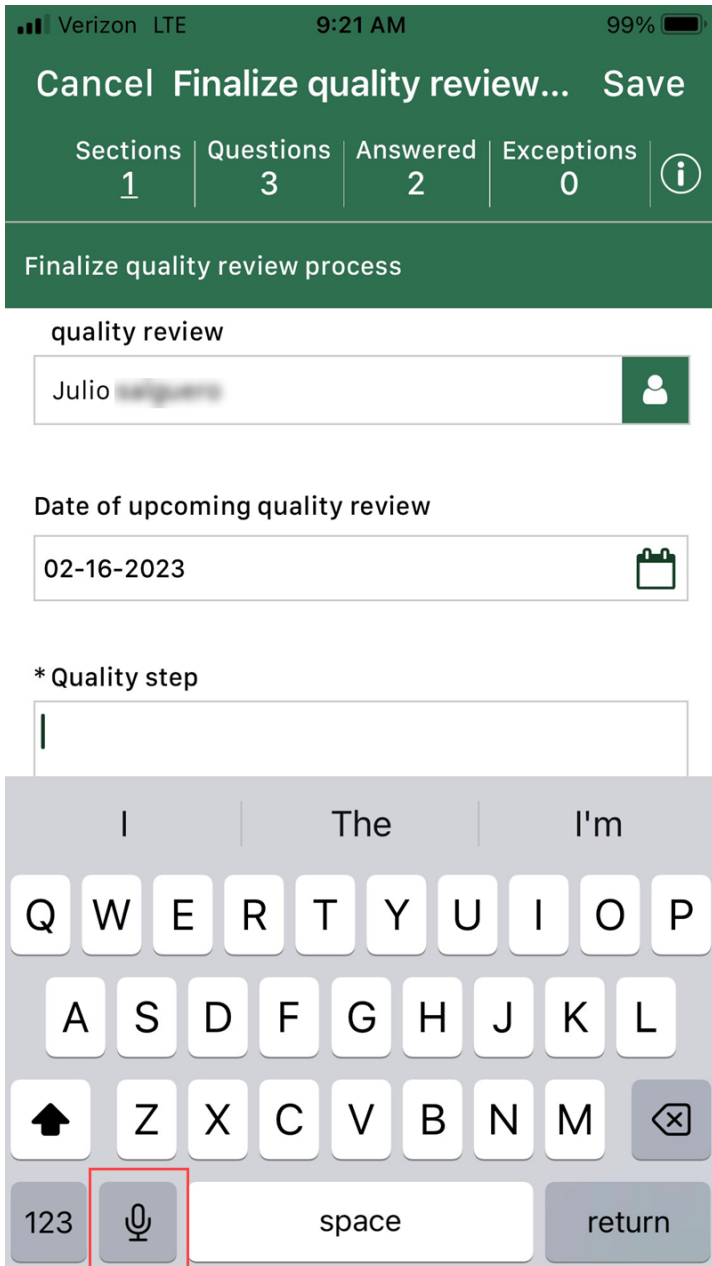 Verizon LTE 9:21 AM 99%
Cancel Finalize quality review... Save
Sections Questions Answered Exceptions
1 3 2 0
Finalize quality review process
quality review
Julio
Date of upcoming quality review
02-16-2023
* Quality step
I The I'm
Q W E R T Y U I O P
A S D F G H J K L
Z X C V B N M
123 space return